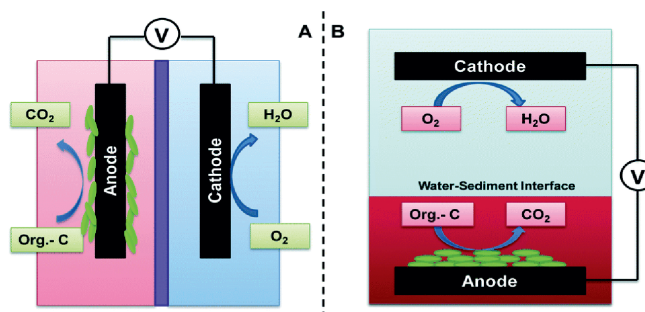 V
A
CO₂
Anode
Org.- C
Cathode
H₂O
O₂
B
Cathode
O₂
H₂O
V
Water-Sediment Interface
Org.- C
CO₂
Anode